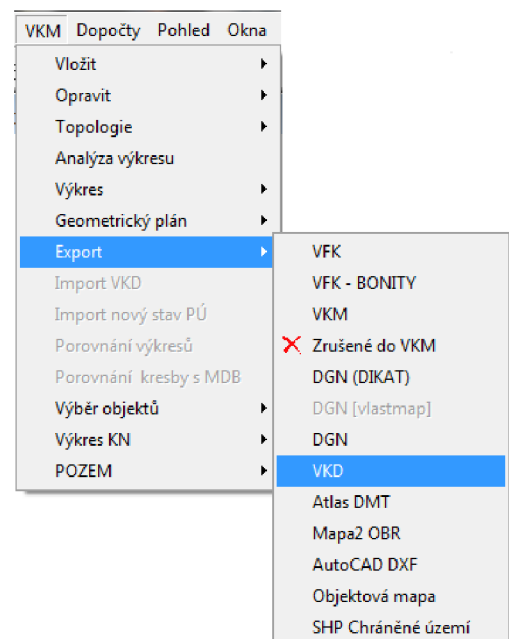 VKM Dopočty Pohled Okna
Vložit
Opravit
Topologie
Analýza výkresu
Výkres
Geometrický plán
Export
Import VKD
Import nový stav PÚ
Porovnání výkresů
Porovnání kresby s MDB
Výběr objektů
Výkres KN
POZEM
VFK
VFK - BONITY
VKM
Zrušené do VKM
DGN (DIKAT)
DGN [vlastmap]
DGN
VKD
Atlas DMT
Mapa2 OBR
AutoCAD DXF
Objektová mapa
SHP Chráněné území